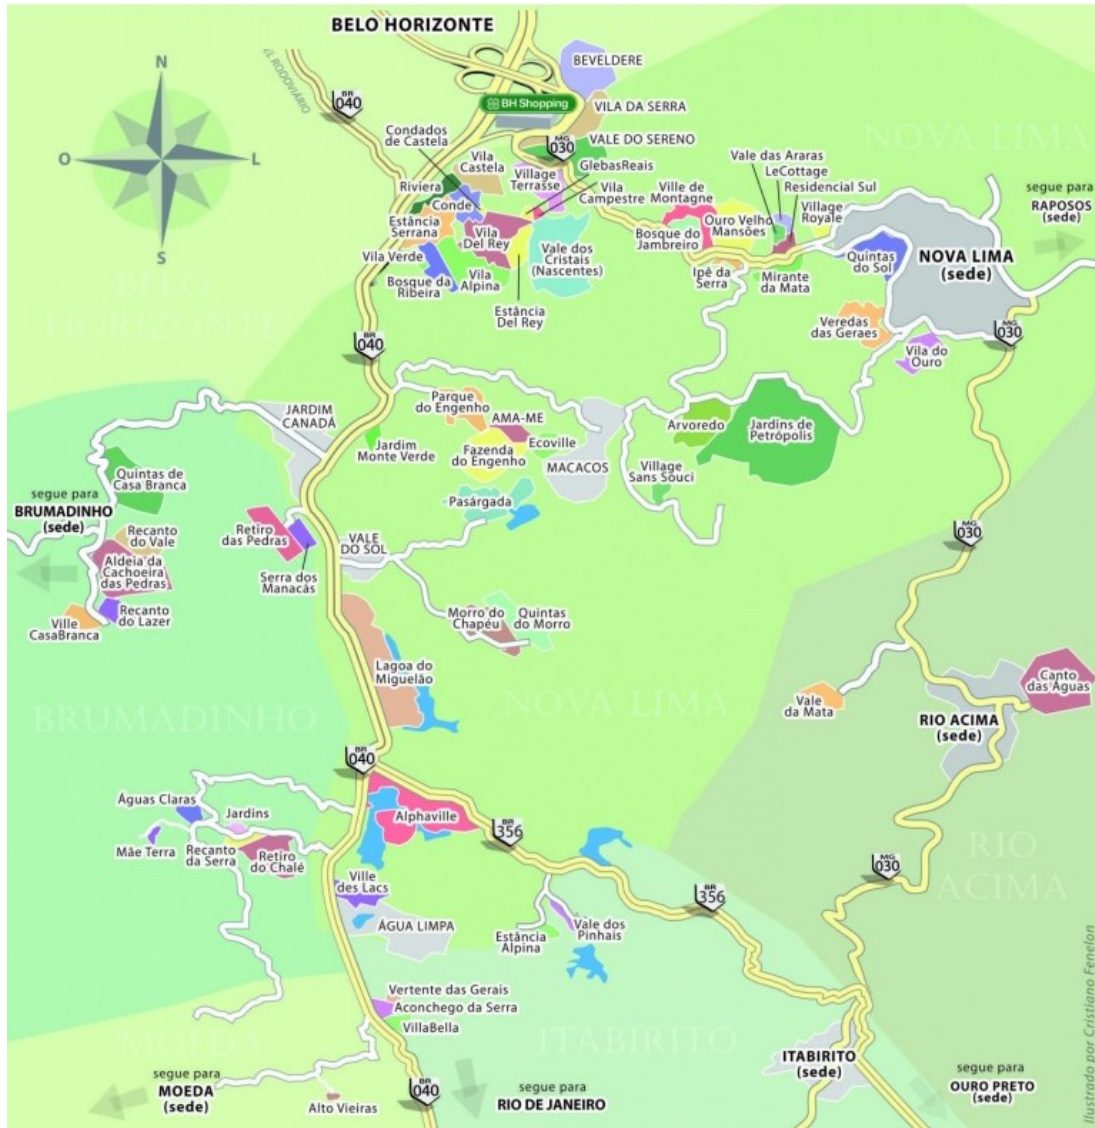 BELO HORIZONTE
N
O
L
S
EL RODOVIÁRIO
BR
040
BEVELDERE
BH Shopping
VILA DA SERRA
MG
030
VALE DO SERENO
NOVA LIMA
Condados
de Castela
Vila
Castela
GlebasReais
Village
Terrasse
Vila
Campestre
Riviera
Conde
Estância
Serrana
Vila
Del Rey
Vila Verde
Bosque da
Ribeira
Vila
Alpina
Vale dos
Cristais
(Nascentes)
Estância
Del Rey
Ville de
Montagne
Bosque do
Jambreiro
Ouro Velho
Mansões
Vale das Araras
LeCottage
Residencial Sul
Village
Royale
Ipê da
Serra
Mirante
da Mata
Quintas
do Sol
NOVA LIMA
(sede)
segue para
RAPOSOS
(sede)
BELO
HORIZONTE
Veredas
das Geraes
Vila do
Ouro
MG
030
BR
040
JARDIM
CANADÁ
Parque
do Engenho
AMA-ME
Jardim
Monte Verde
Fazenda
do Engenho
Ecoville
MACACOS
Arvoredo
Jardins de
Petrópolis
Village
Sans Souci
Pasárgada
Quintas de
Casa Branca
segue para
BRUMADINHO
(sede)
Recanto
do Vale
Aldeia da
Cachoeira
das Pedras
Ville
CasaBranca
Recanto
do Lazer
Retiro
das Pedras
Serra dos
Manacás
VALE
DO SOL
MG
030
Morro do
Chapéu
Quintas
do Morro
Lagoa do
Miguelão
BRUMADINHO
NOVA LIMA
Vale
da Mata
RIO ACIMA
(sede)
Canto
das Águas
BR
040
Águas Claras
Jardins
Mãe Terra
Recanto
da Serra
Retiro
do Chalé
Alphaville
BR
356
RIO
ACIMA
MG
030
Ville
des Lacs
ÁGUA LIMPA
Estância
Alpina
Vale dos
Pinhais
BR
356
Vertente das Gerais
Aconchego da Serra
VillaBella
MOEDA
ITABIRITO
segue para
MOEDA
(sede)
Alto Vieiras
BR
040
segue para
RIO DE JANEIRO
ITABIRITO
(sede)
segue para
OURO PRETO
(sede)
Ilustrado por Cristiano Fenelon